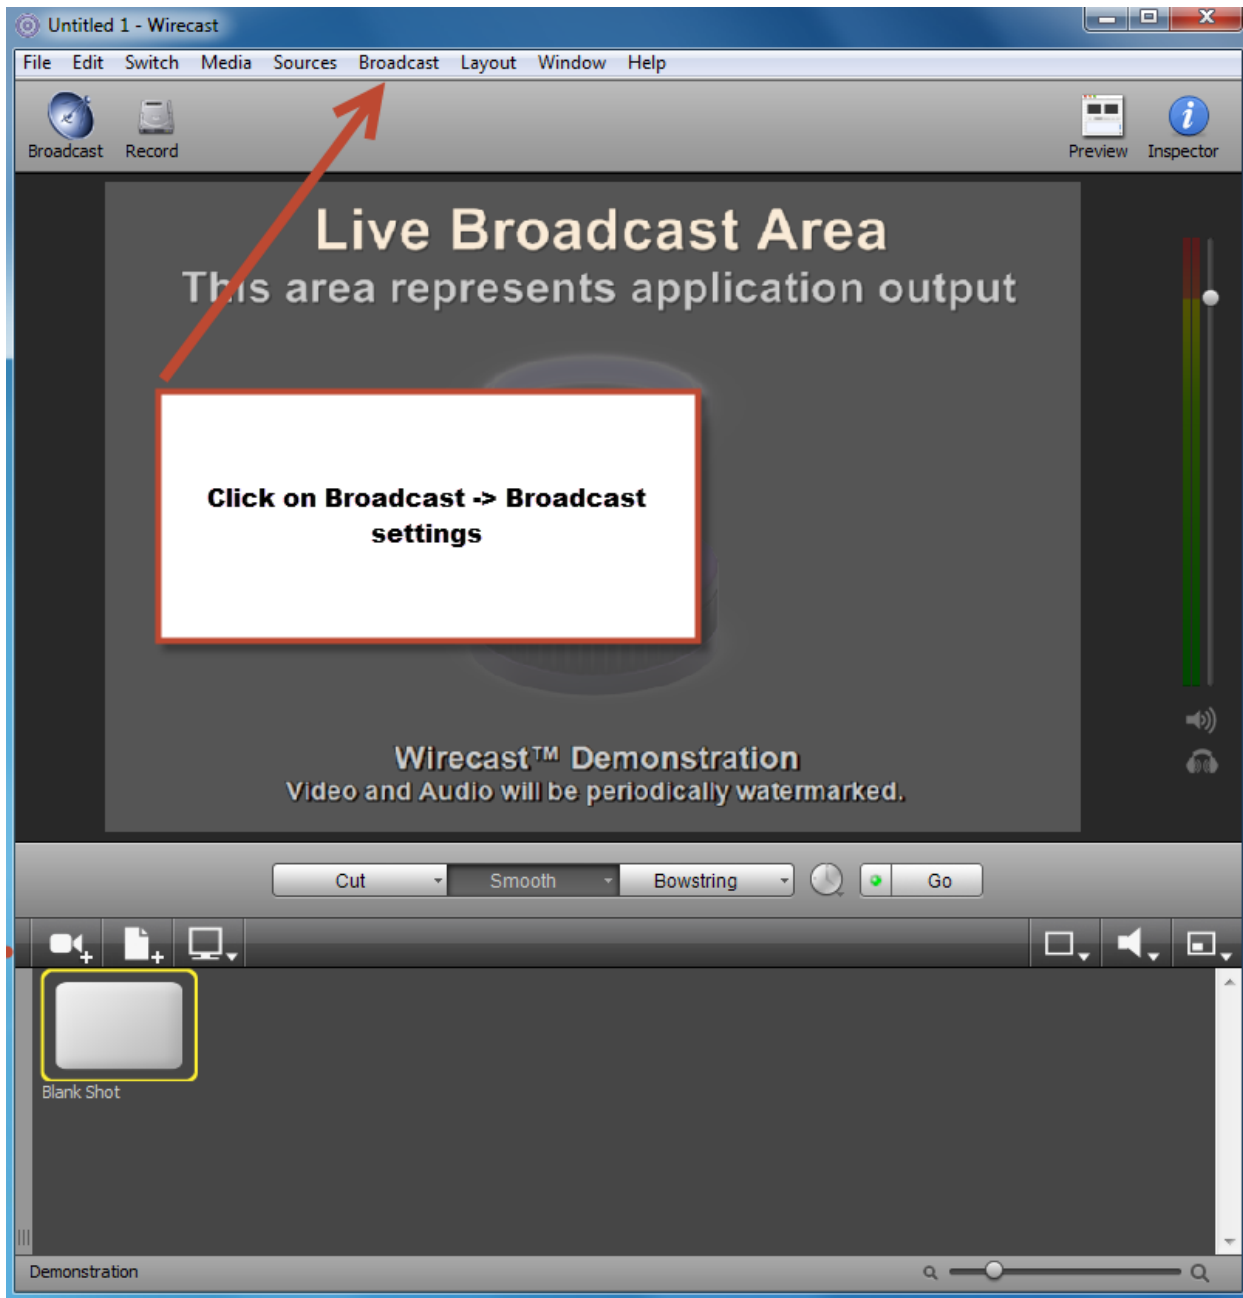 Untitled 1 - Wirecast
File Edit Switch Media Sources Broadcast Layout Window Help
Broadcast Record Preview Inspector
Live Broadcast Area
This area represents application output
Click on Broadcast -> Broadcast
settings
Wirecast™ Demonstration
Video and Audio will be periodically watermarked.
Cut Smooth Bowstring Go
Blank Shot
Demonstration